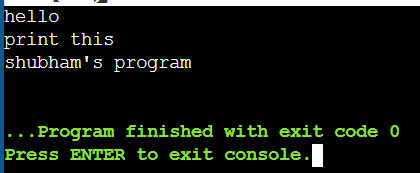 hello
print this
shubham's program
...Program finished with exit code 0
Press ENTER to exit console.